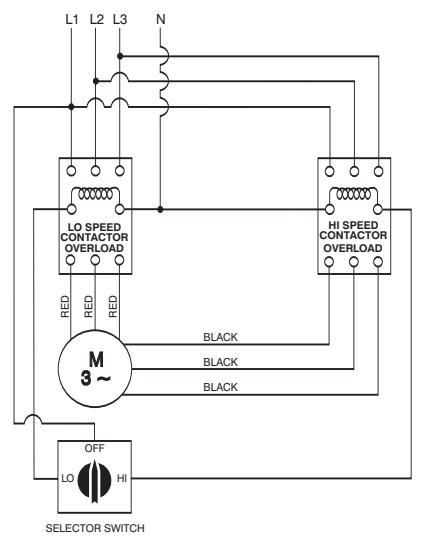 L1 L2 L3 N
LO SPEED
CONTACTOR
OVERLOAD
HI SPEED
CONTACTOR
OVERLOAD
RED RED RED
BLACK
M
3 ~
BLACK
BLACK
OFF
LO HI
SELECTOR SWITCH